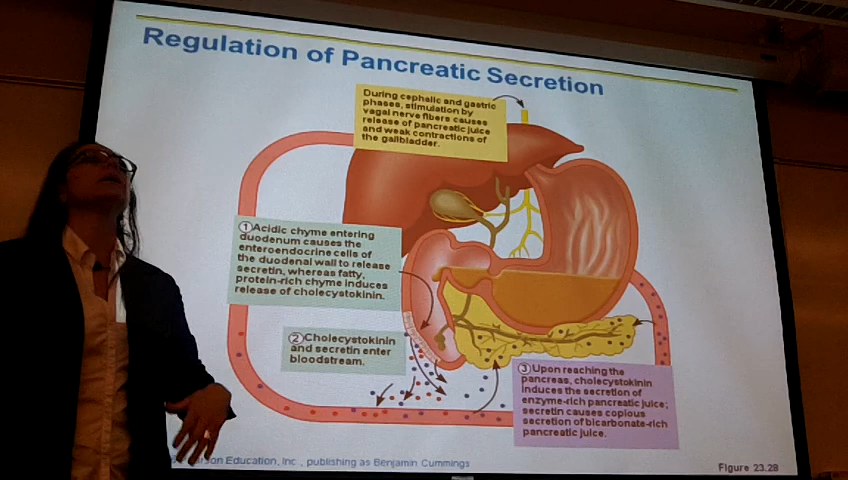 Regulation of Pancreatic Secretion
During cephalic and gastric
phases, stimulation by
vagal nerve fibers causes
release of pancreatic juice
and weak contractions of
the gallbladder.
①Acidic chyme entering
duodenum causes the
enteroendocrine cells of
the duodenal wall to release
secretin, whereas fatty,
protein-rich chyme induces
release of cholecystokinin.
②Cholecystokinin
and secretin enter
bloodstream.
③Upon reaching the
pancreas, cholecystokinin
induces the secretion of
enzyme-rich pancreatic juice;
secretin causes copious
secretion of bicarbonate-rich
pancreatic juice.
Education, Inc., publishing as Benjamin Cummings
Figure 23.28